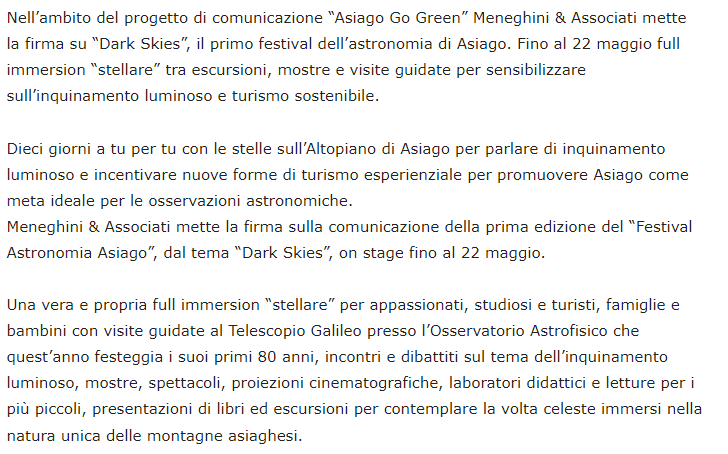 Nell’ambito del progetto di comunicazione “Asiago Go Green” Meneghini & Associati mette
la firma su “Dark Skies”, il primo festival dell’astronomia di Asiago. Fino al 22 maggio full
immersion “stellare” tra escursioni, mostre e visite guidate per sensibilizzare
sull’inquinamento luminoso e turismo sostenibile.
Dieci giorni a tu per tu con le stelle sull’Altopiano di Asiago per parlare di inquinamento
luminoso e incentivare nuove forme di turismo esperienziale per promuovere Asiago come
meta ideale per le osservazioni astronomiche.
Meneghini & Associati mette la firma sulla comunicazione della prima edizione del “Festival
Astronomia Asiago”, dal tema “Dark Skies”, on stage fino al 22 maggio.
Una vera e propria full immersion “stellare” per appassionati, studiosi e turisti, famiglie e
bambini con visite guidate al Telescopio Galileo presso l’Osservatorio Astrofisico che
quest’anno festeggia i suoi primi 80 anni, incontri e dibattiti sul tema dell’inquinamento
luminoso, mostre, spettacoli, proiezioni cinematografiche, laboratori didattici e letture per i
più piccoli, presentazioni di libri ed escursioni per contemplare la volta celeste immersi nella
natura unica delle montagne asiaghesi.